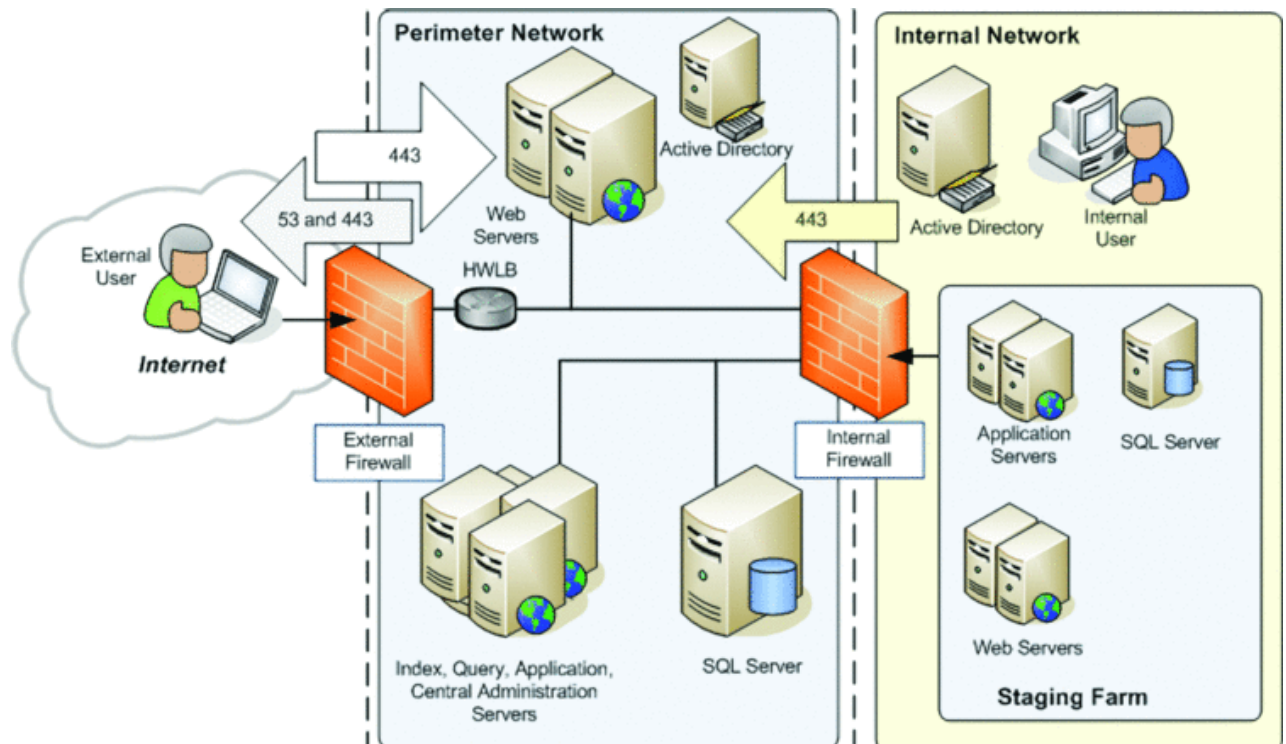 Perimeter Network
Internal Network
443
Active Directory
53 and 443
Web
Servers
443
Active Directory
Internal
User
External
User
HWLB
Internet
External
Firewall
Internal
Firewall
Application
Servers
SQL Server
Index, Query, Application,
Central Administration
Servers
SQL Server
Web Servers
Staging Farm